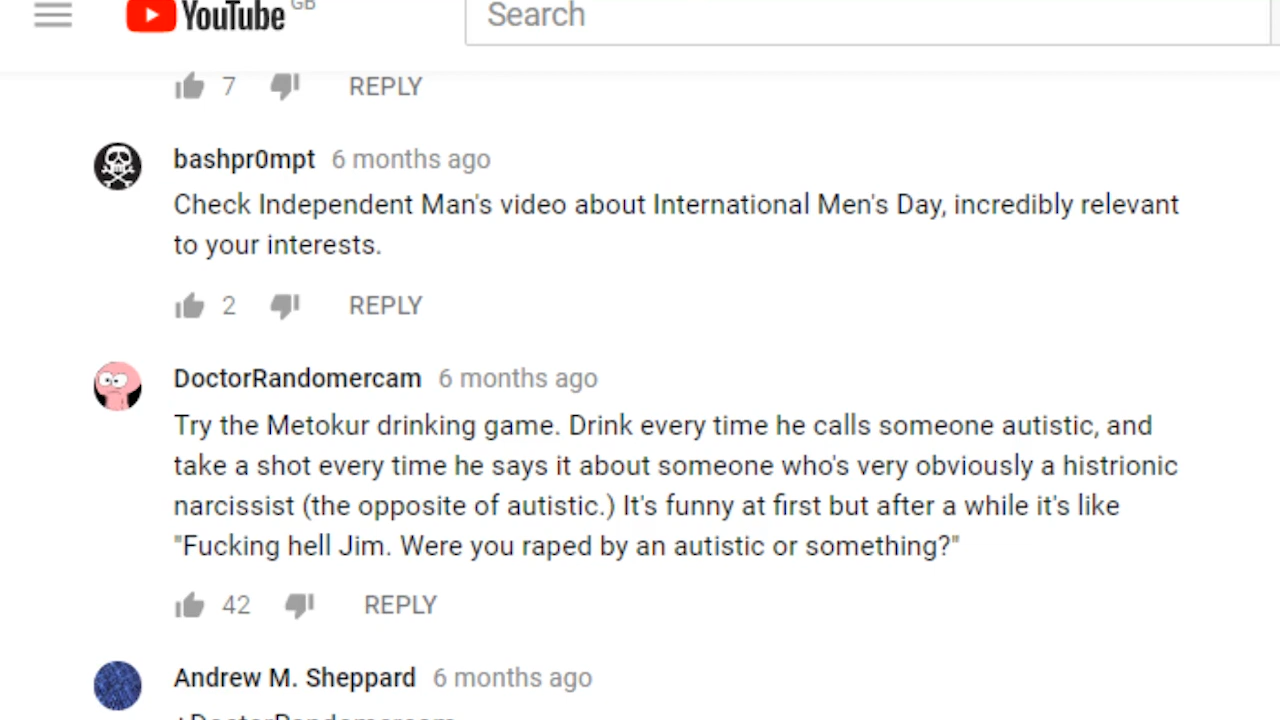 YouTube GB
Search
7 REPLY
bashpr0mpt 6 months ago
Check Independent Man's video about International Men's Day, incredibly relevant
to your interests.
2 REPLY
DoctorRandomercam 6 months ago
Try the Metokur drinking game. Drink every time he calls someone autistic, and
take a shot every time he says it about someone who's very obviously a histrionic
narcissist (the opposite of autistic.) It's funny at first but after a while it's like
"Fucking hell Jim. Were you raped by an autistic or something?"
42 REPLY
Andrew M. Sheppard 6 months ago
+DoctorRandomercam